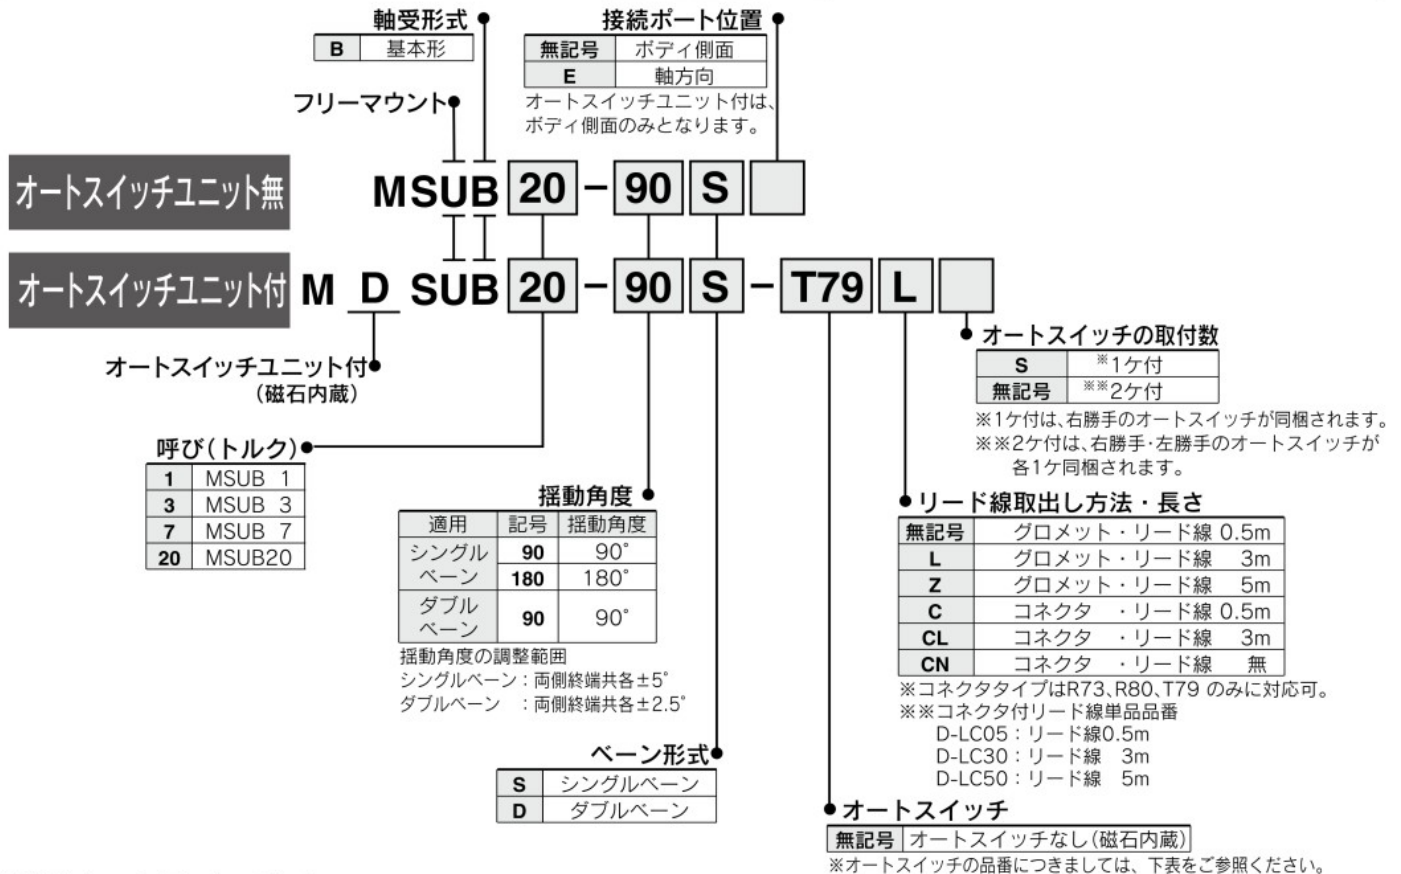 軸受形式
B 基本形
接続ポート位置
無記号 ボディ側面
E 軸方向
オートスイッチユニット付は、
ボディ側面のみとなります。
フリーマウント
オートスイッチユニット無 MSUB 20 - 90 S
オートスイッチユニット付 M D SUB 20 - 90 S - T79 L
オートスイッチユニット付
(磁石内蔵)
オートスイッチの取付数
S ※1ケ付
無記号 ※※2ケ付
※1ケ付は、右勝手のオートスイッチが同梱されます。
※※2ケ付は、右勝手・左勝手のオートスイッチが
各1ケ同梱されます。
呼び(トルク)
1 MSUB 1
3 MSUB 3
7 MSUB 7
20 MSUB20
揺動角度
適用 記号 揺動角度
シングル
ベーン
90 90°
180 180°
ダブル
ベーン
90 90°
揺動角度の調整範囲
シングルベーン:両側終端共各±5°
ダブルベーン :両側終端共各±2.5°
リード線取出し方法・長さ
無記号 グロメット・リード線 0.5m
L グロメット・リード線 3m
Z グロメット・リード線 5m
C コネクタ ・リード線 0.5m
CL コネクタ ・リード線 3m
CN コネクタ ・リード線 無
※コネクタタイプはR73、R80、T79 のみに対応可。
※※コネクタ付リード線単品品番
D-LC05:リード線0.5m
D-LC30:リード線 3m
D-LC50:リード線 5m
ベーン形式
S シングルベーン
D ダブルベーン
オートスイッチ
無記号 オートスイッチなし(磁石内蔵)
※オートスイッチの品番につきましては、下表をご参照ください。